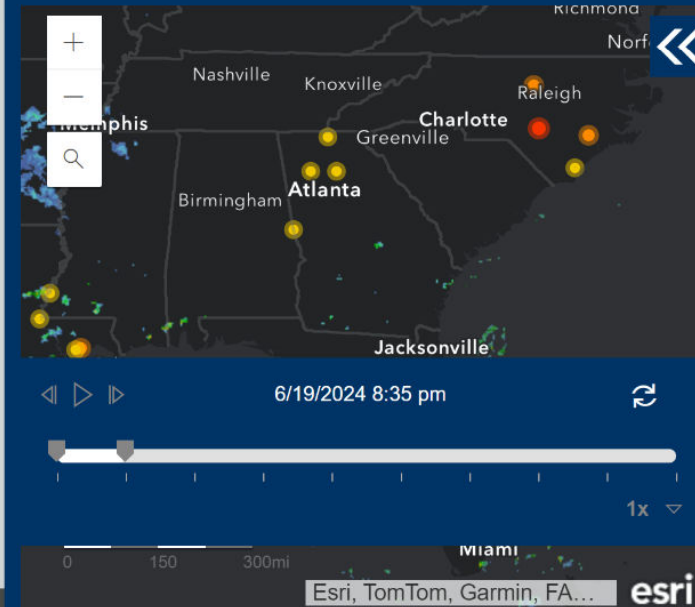 Richmond
Norf
Nashville
Knoxville
Raleigh
Memphis
Charlotte
Greenville
Atlanta
Birmingham
Jacksonville
6/19/2024 8:35 pm
1x
Miami
0 150 300mi
Esri, TomTom, Garmin, FA...
esri